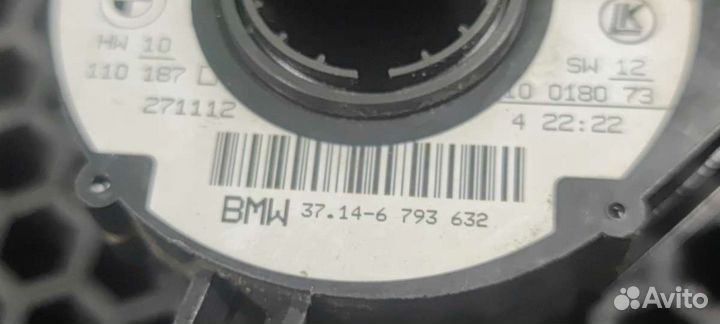 HW 10
110 187 D
271112
LK
SW 12
10 0180 73
4 22:22
BMW 37.14-6 793 632
Avito